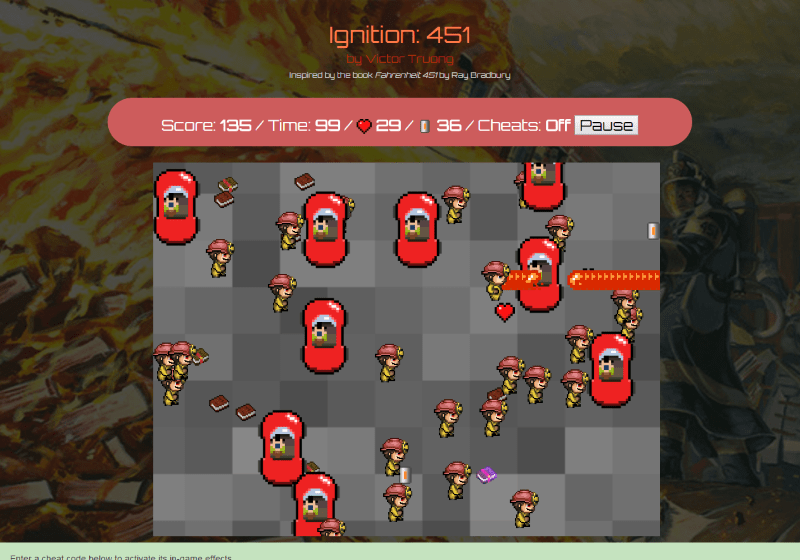 Ignition: 451
by Victor Truong
Inspired by the book Fahrenheit 451 by Ray Bradbury
Score: 135 / Time: 99 / 29 / 36 / Cheats: Off Pause
Enter a cheat code below to activate its in-game effects.